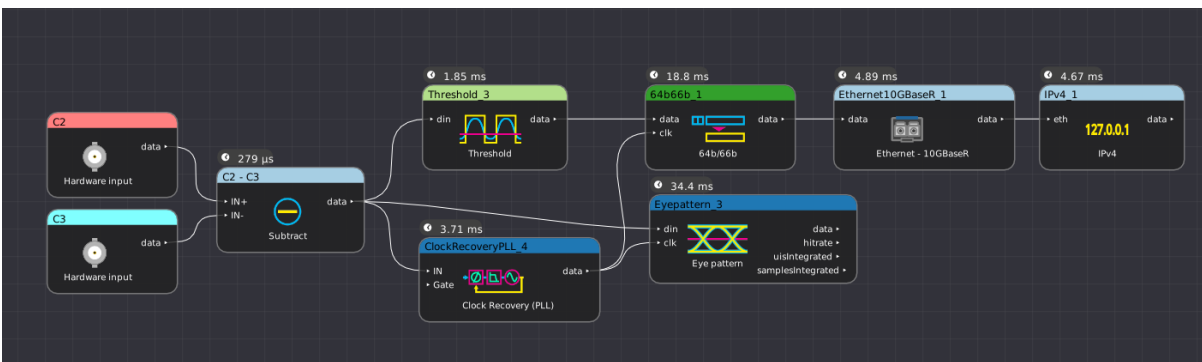 C2
data
Hardware input
C3
data
Hardware input
279 µs
C2 - C3
IN+
data
IN-
Subtract
1.85 ms
Threshold_3
din
data
Threshold
3.71 ms
ClockRecoveryPLL_4
IN
data
Gate
Clock Recovery (PLL)
18.8 ms
64b66b_1
data
data
clk
64b/66b
34.4 ms
Eyepattern_3
din
data
clk
hitrate
uisIntegrated
samplesIntegrated
Eye pattern
4.89 ms
Ethernet10GBaseR_1
data
data
Ethernet - 10GBaseR
4.67 ms
IPv4_1
eth
data
127.0.0.1
IPv4